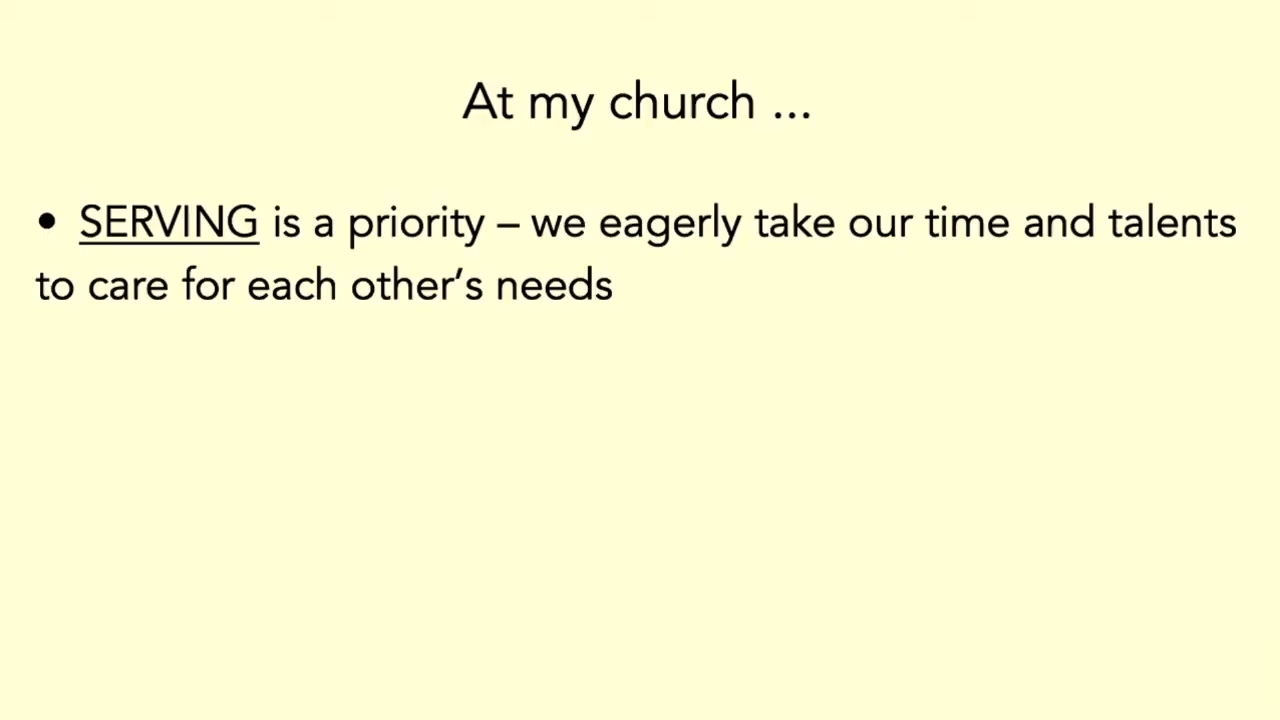 At my church ...
• SERVING is a priority – we eagerly take our time and talents
to care for each other’s needs